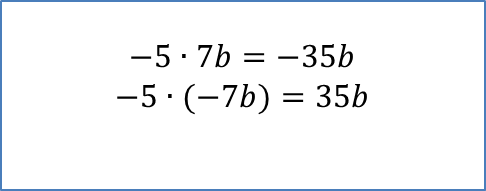 −5 · 7b = −35b
−5 · (−7b) = 35b